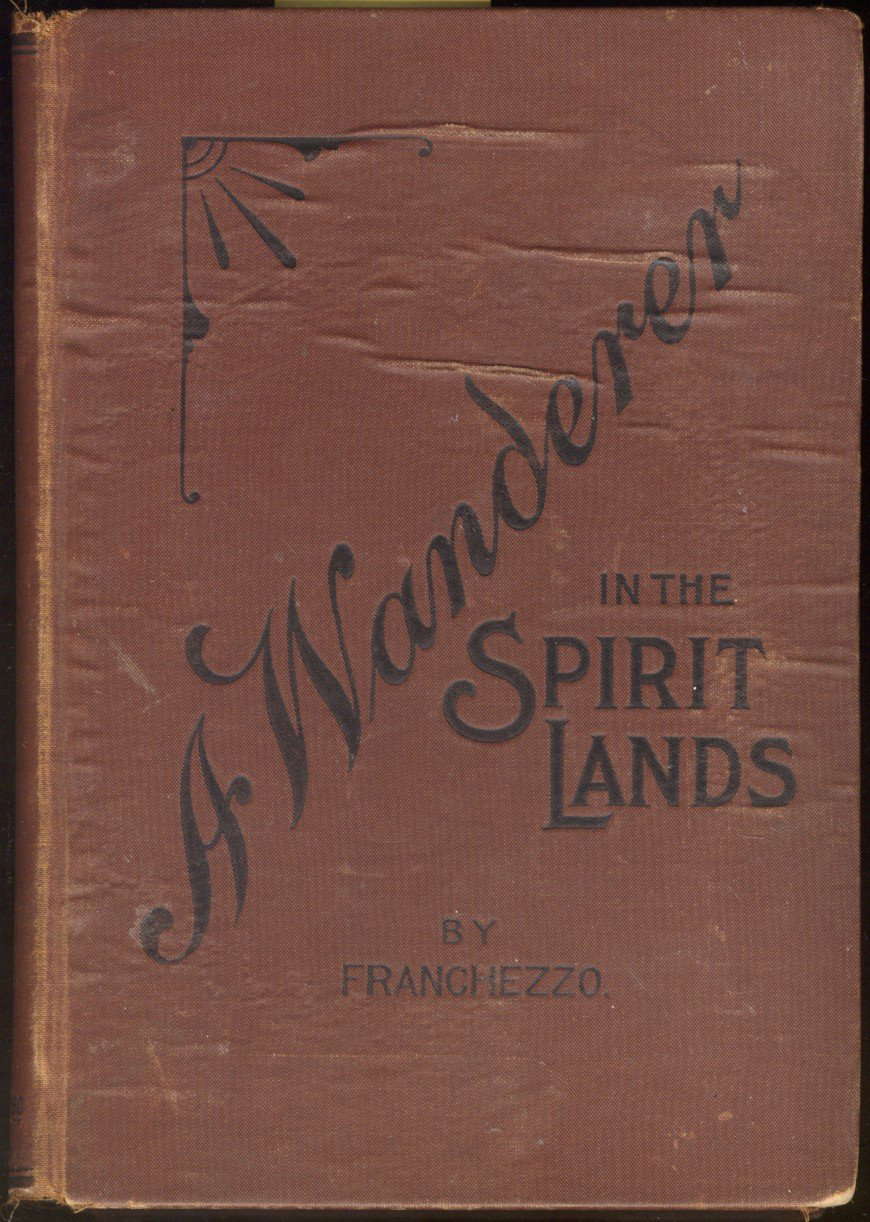 A Wanderer
IN THE
SPIRIT
LANDS
BY
FRANCHEZZO.